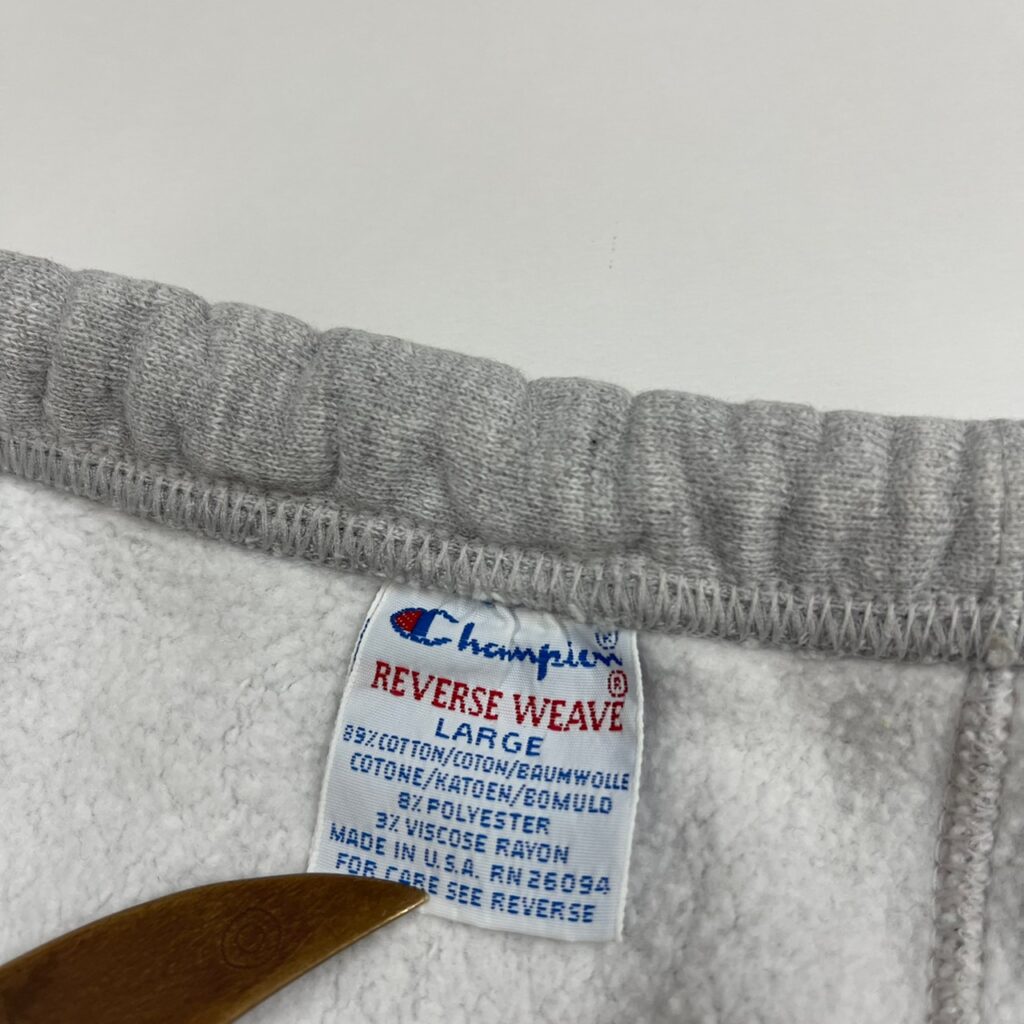 Champion®
REVERSE WEAVE®
LARGE
89% COTTON/COTON/BAUMWOLLE
COTONE/KATOEN/BOMULD
8% POLYESTER
3% VISCOSE RAYON
MADE IN U.S.A. RN 26094
FOR CARE SEE REVERSE
©